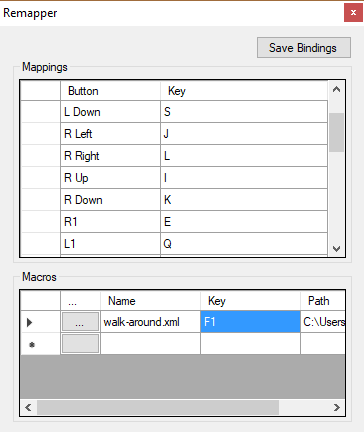 Remapper
Save Bindings
Mappings
Button Key
L Down S
R Left J
R Right L
R Up I
R Down K
R1 E
L1 Q
Macros
... Name Key Path
... walk-around.xml F1 C:\Users